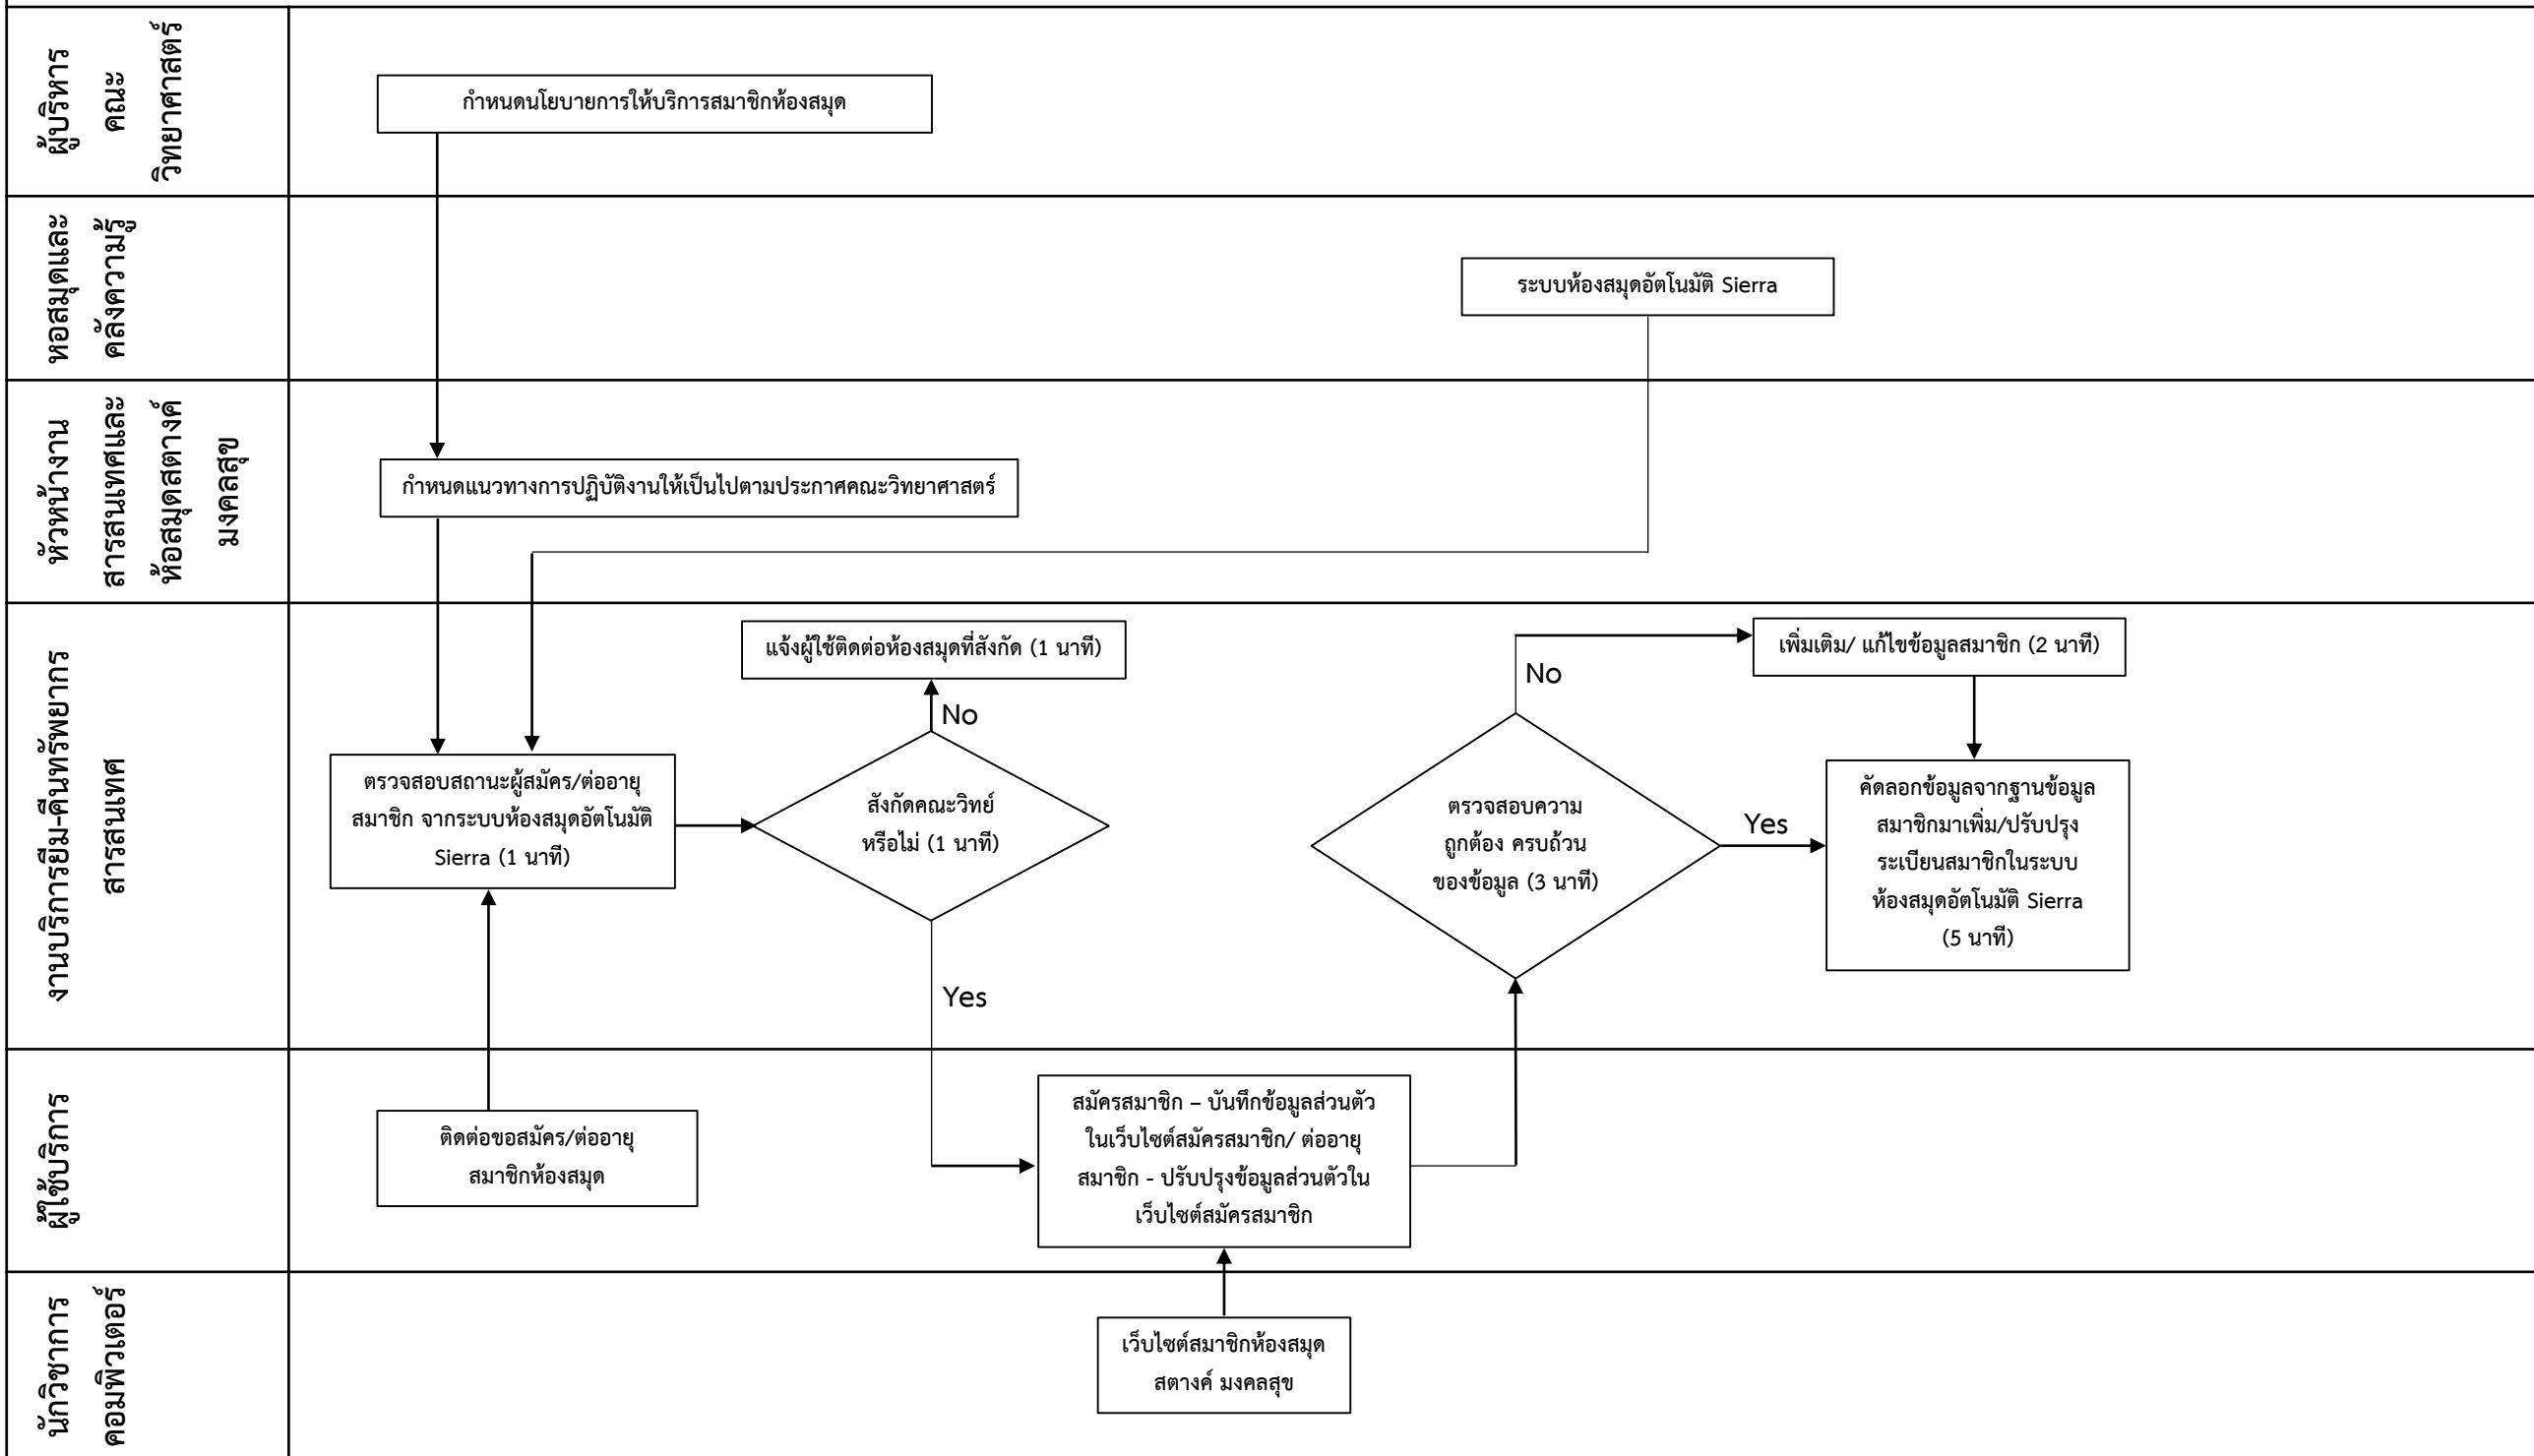 ผู้บริหาร
คณะ
วิทยาศาสตร์
กำหนดนโยบายการให้บริการสมาชิกห้องสมุด
หอสมุดและ
คลังความรู้
ระบบห้องสมุดอัตโนมัติ Sierra
หัวหน้างาน
สารสนเทศและ
ห้อสมุดสตางค์
มงคลสุข
กำหนดแนวทางการปฏิบัติงานให้เป็นไปตามประกาศคณะวิทยาศาสตร์
งานบริการยืม-คืนทรัพยากร
สารสนเทศ
แจ้งผู้ใช้ติดต่อห้องสมุดที่สังกัด (1 นาที)
No
ตรวจสอบสถานะผู้สมัคร/ต่ออายุ
สมาชิก จากระบบห้องสมุดอัตโนมัติ
Sierra (1 นาที)
สังกัดคณะวิทย์
หรือไม่ (1 นาที)
Yes
ตรวจสอบความ
ถูกต้อง ครบถ้วน
ของข้อมูล (3 นาที)
No
Yes
เพิ่มเติม/ แก้ไขข้อมูลสมาชิก (2 นาที)
คัดลอกข้อมูลจากฐานข้อมูล
สมาชิกมาเพิ่ม/ปรับปรุง
ระเบียนสมาชิกในระบบ
ห้องสมุดอัตโนมัติ Sierra
(5 นาที)
ผู้ใช้บริการ
ติดต่อขอสมัคร/ต่ออายุ
สมาชิกห้องสมุด
สมัครสมาชิก – บันทึกข้อมูลส่วนตัว
ในเว็บไซต์สมัครสมาชิก/ ต่ออายุ
สมาชิก - ปรับปรุงข้อมูลส่วนตัวใน
เว็บไซต์สมัครสมาชิก
นักวิชาการ
คอมพิวเตอร์
เว็บไซต์สมาชิกห้องสมุด
สตางค์ มงคลสุข